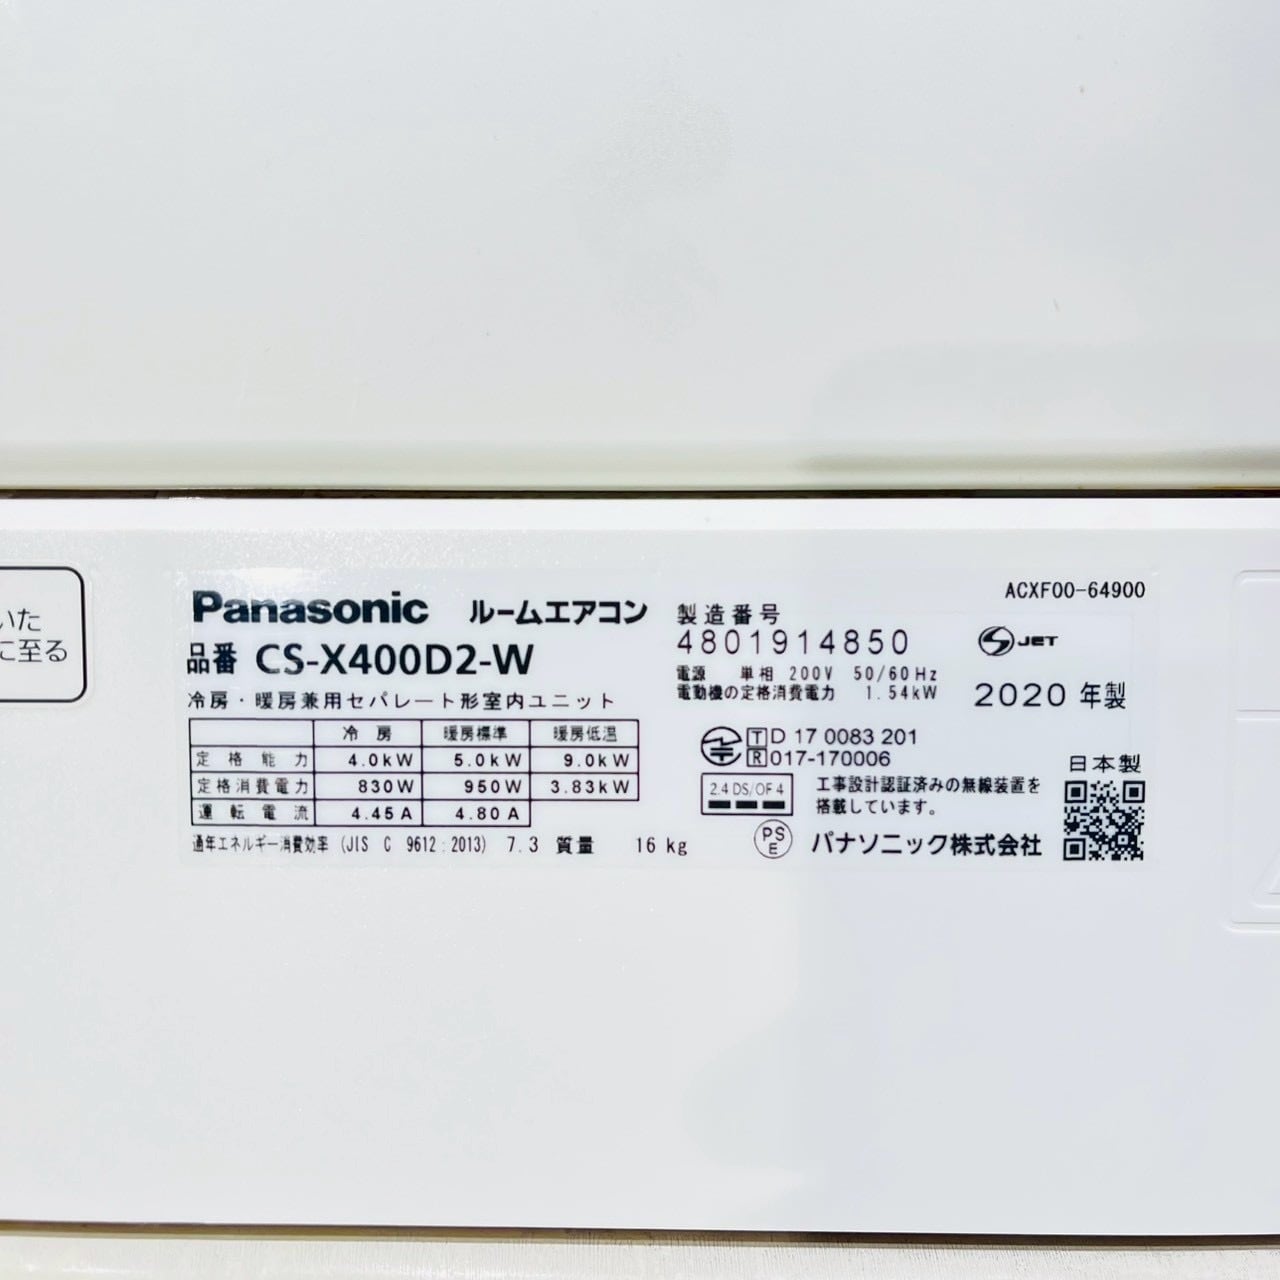 いた
に至る
Panasonic ルームエアコン
品番 CS-X400D2-W
冷房・暖房兼用セパレート形室内ユニット
冷房 暖房標準 暖房低温
定格能力 4.0kW 5.0kW 9.0kW
定格消費電力 830W 950W 3.83kW
運転電流 4.45A 4.80A
通年エネルギー消費効率 (JIS C 9612:2013) 7.3 質量 16kg
ACXF00-64900
製造番号
4801914850
JET
電源 単相 200V 50/60Hz
電動機の定格消費電力 1.54kW
2020年製
T D 17 0083 201
R 017-170006
2.4 DS/OF 4
工事設計認証済みの無線装置を
搭載しています。
日本製
PSE
パナソニック株式会社